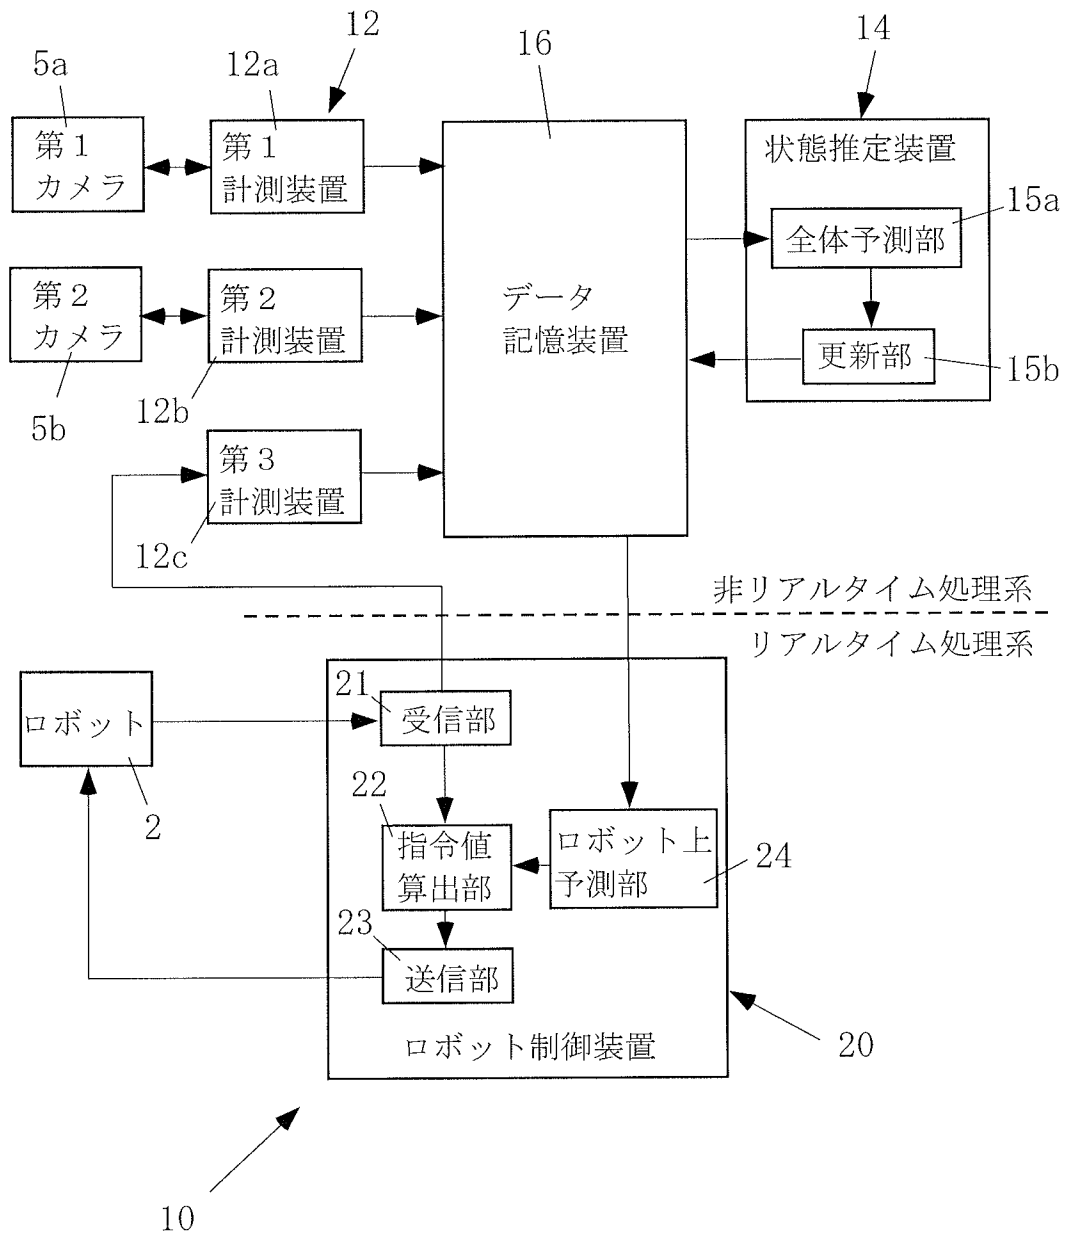 12
16
14
5a
12a
第１
カメラ
第１
計測装置
状態推定装置
15a
全体予測部
第２
カメラ
第２
計測装置
データ
記憶装置
更新部
15b
5b
12b
第３
計測装置
12c
非リアルタイム処理系
リアルタイム処理系
ロボット
2
21
受信部
22
指令値
算出部
ロボット上
予測部
24
23
送信部
ロボット制御装置
20
10